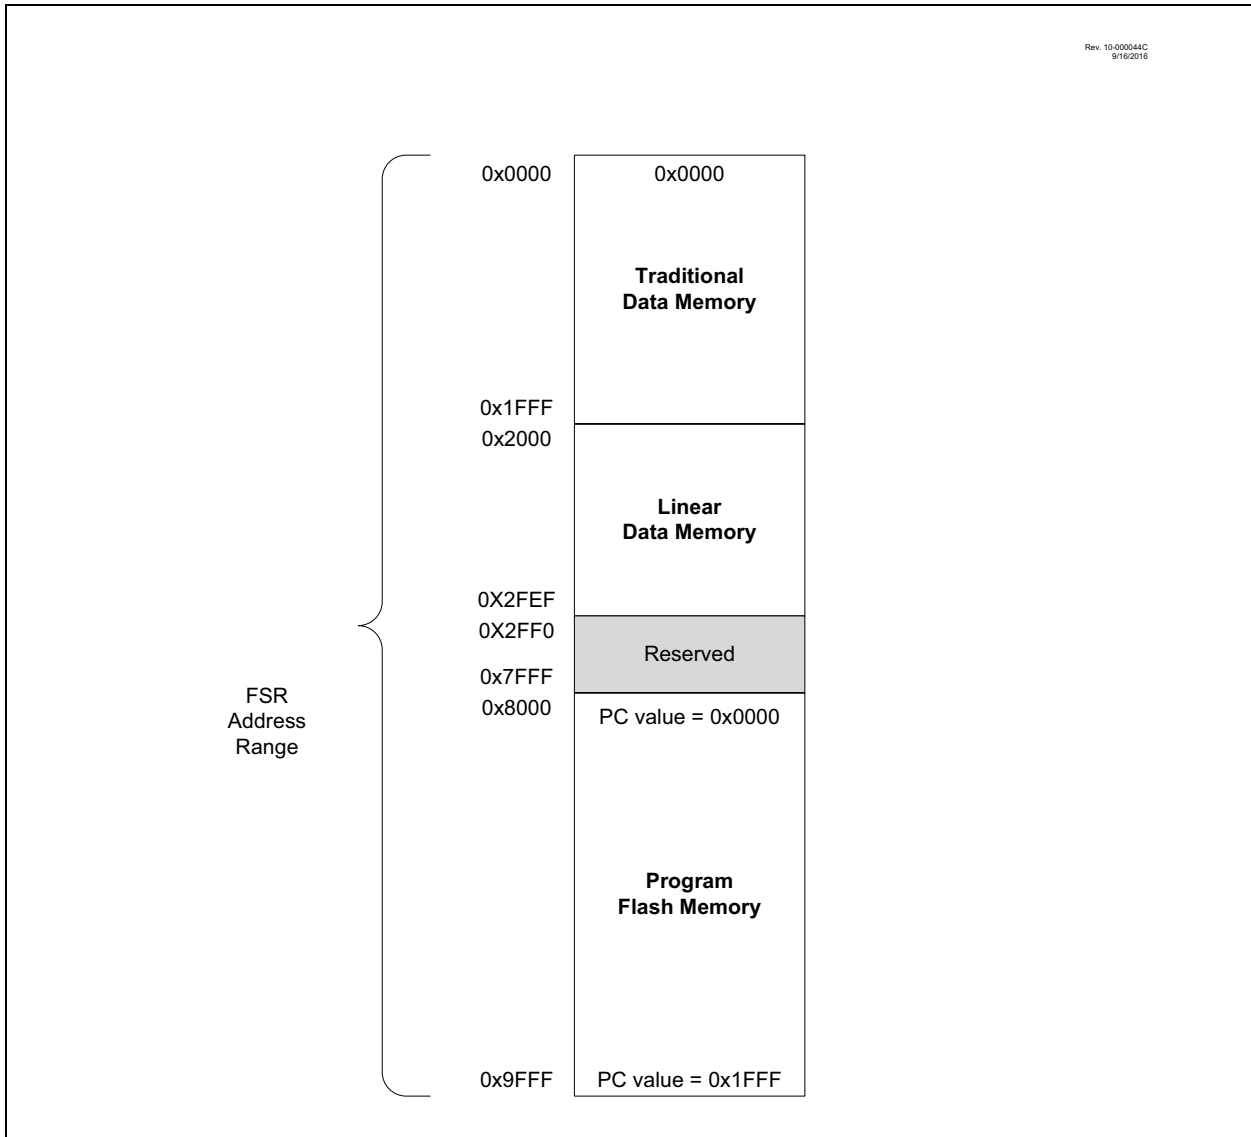 Rev. 10-000044C
9/16/2016
0x0000
0x0000
Traditional
Data Memory
0x1FFF
0x2000
Linear
Data Memory
0X2FEF
0X2FF0
Reserved
0x7FFF
0x8000
PC value = 0x0000
FSR
Address
Range
Program
Flash Memory
0x9FFF
PC value = 0x1FFF